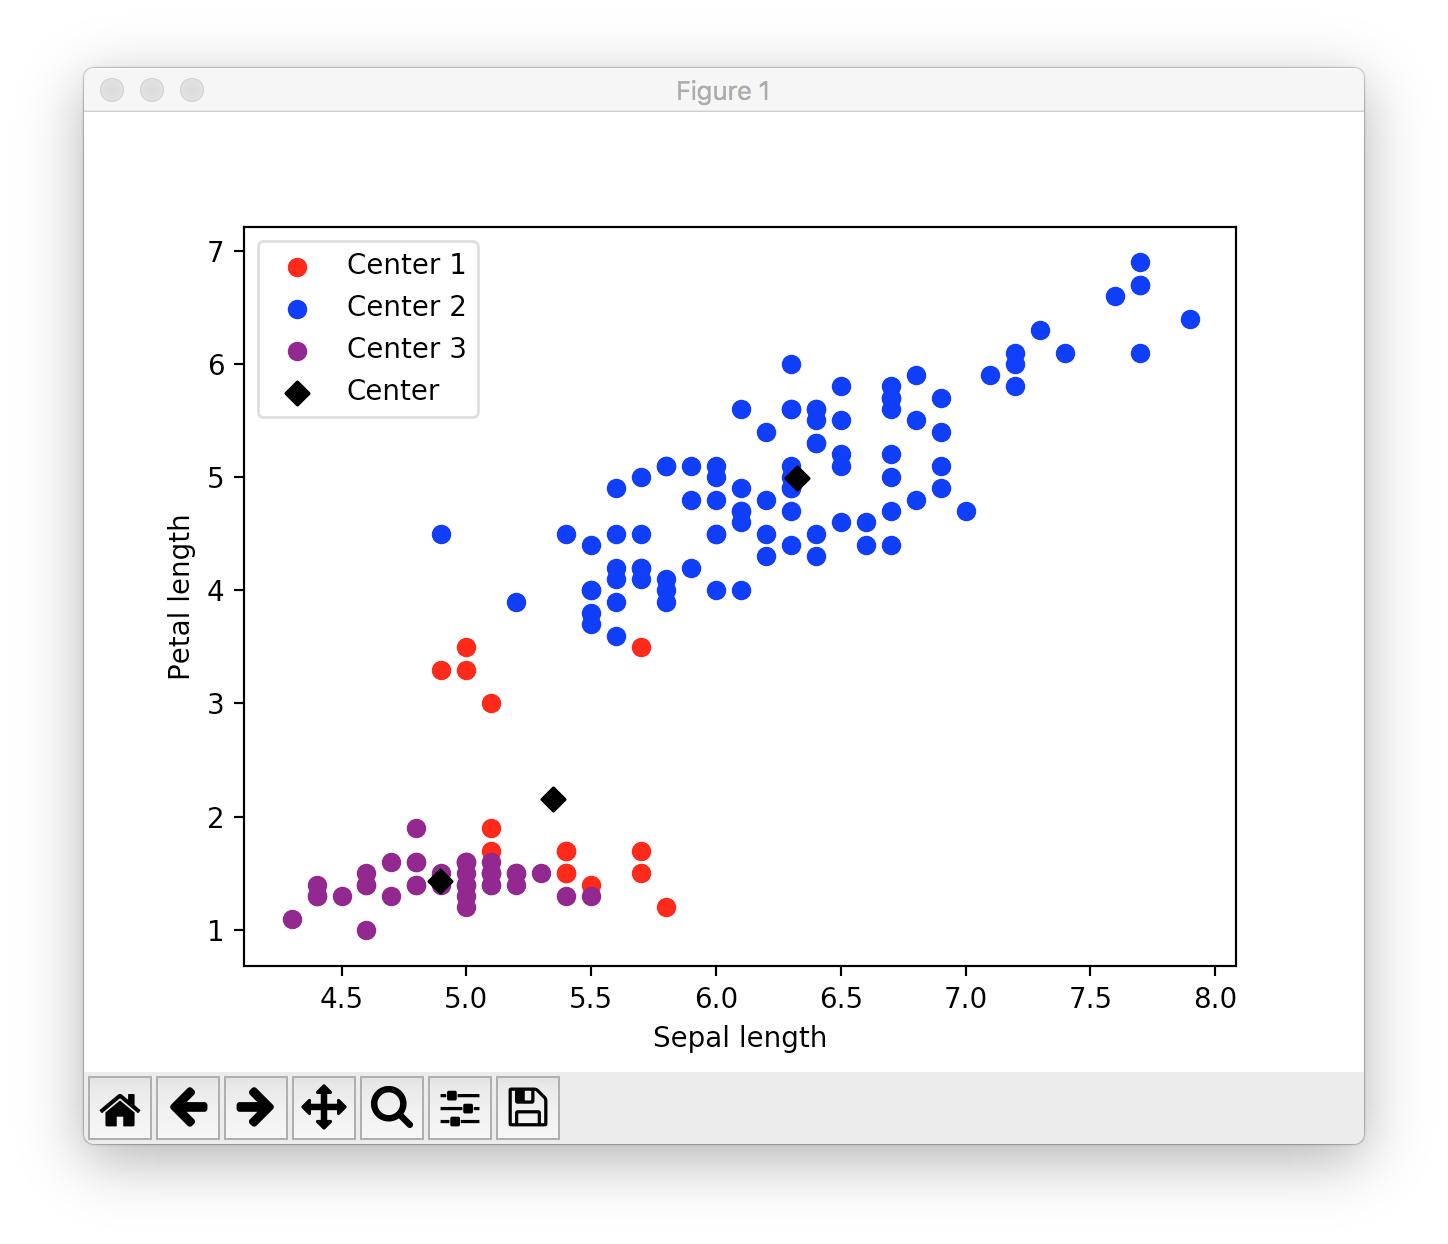 Figure 1
Center 1
Center 2
Center 3
Center
7
6
5
4
3
2
1
Petal length
4.5 5.0 5.5 6.0 6.5 7.0 7.5 8.0
Sepal length